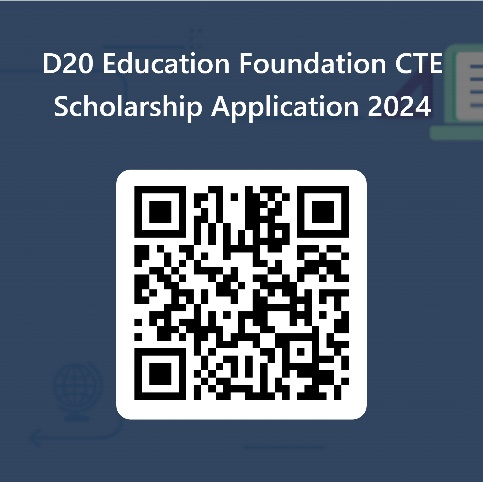 D20 Education Foundation CTE
Scholarship Application 2024